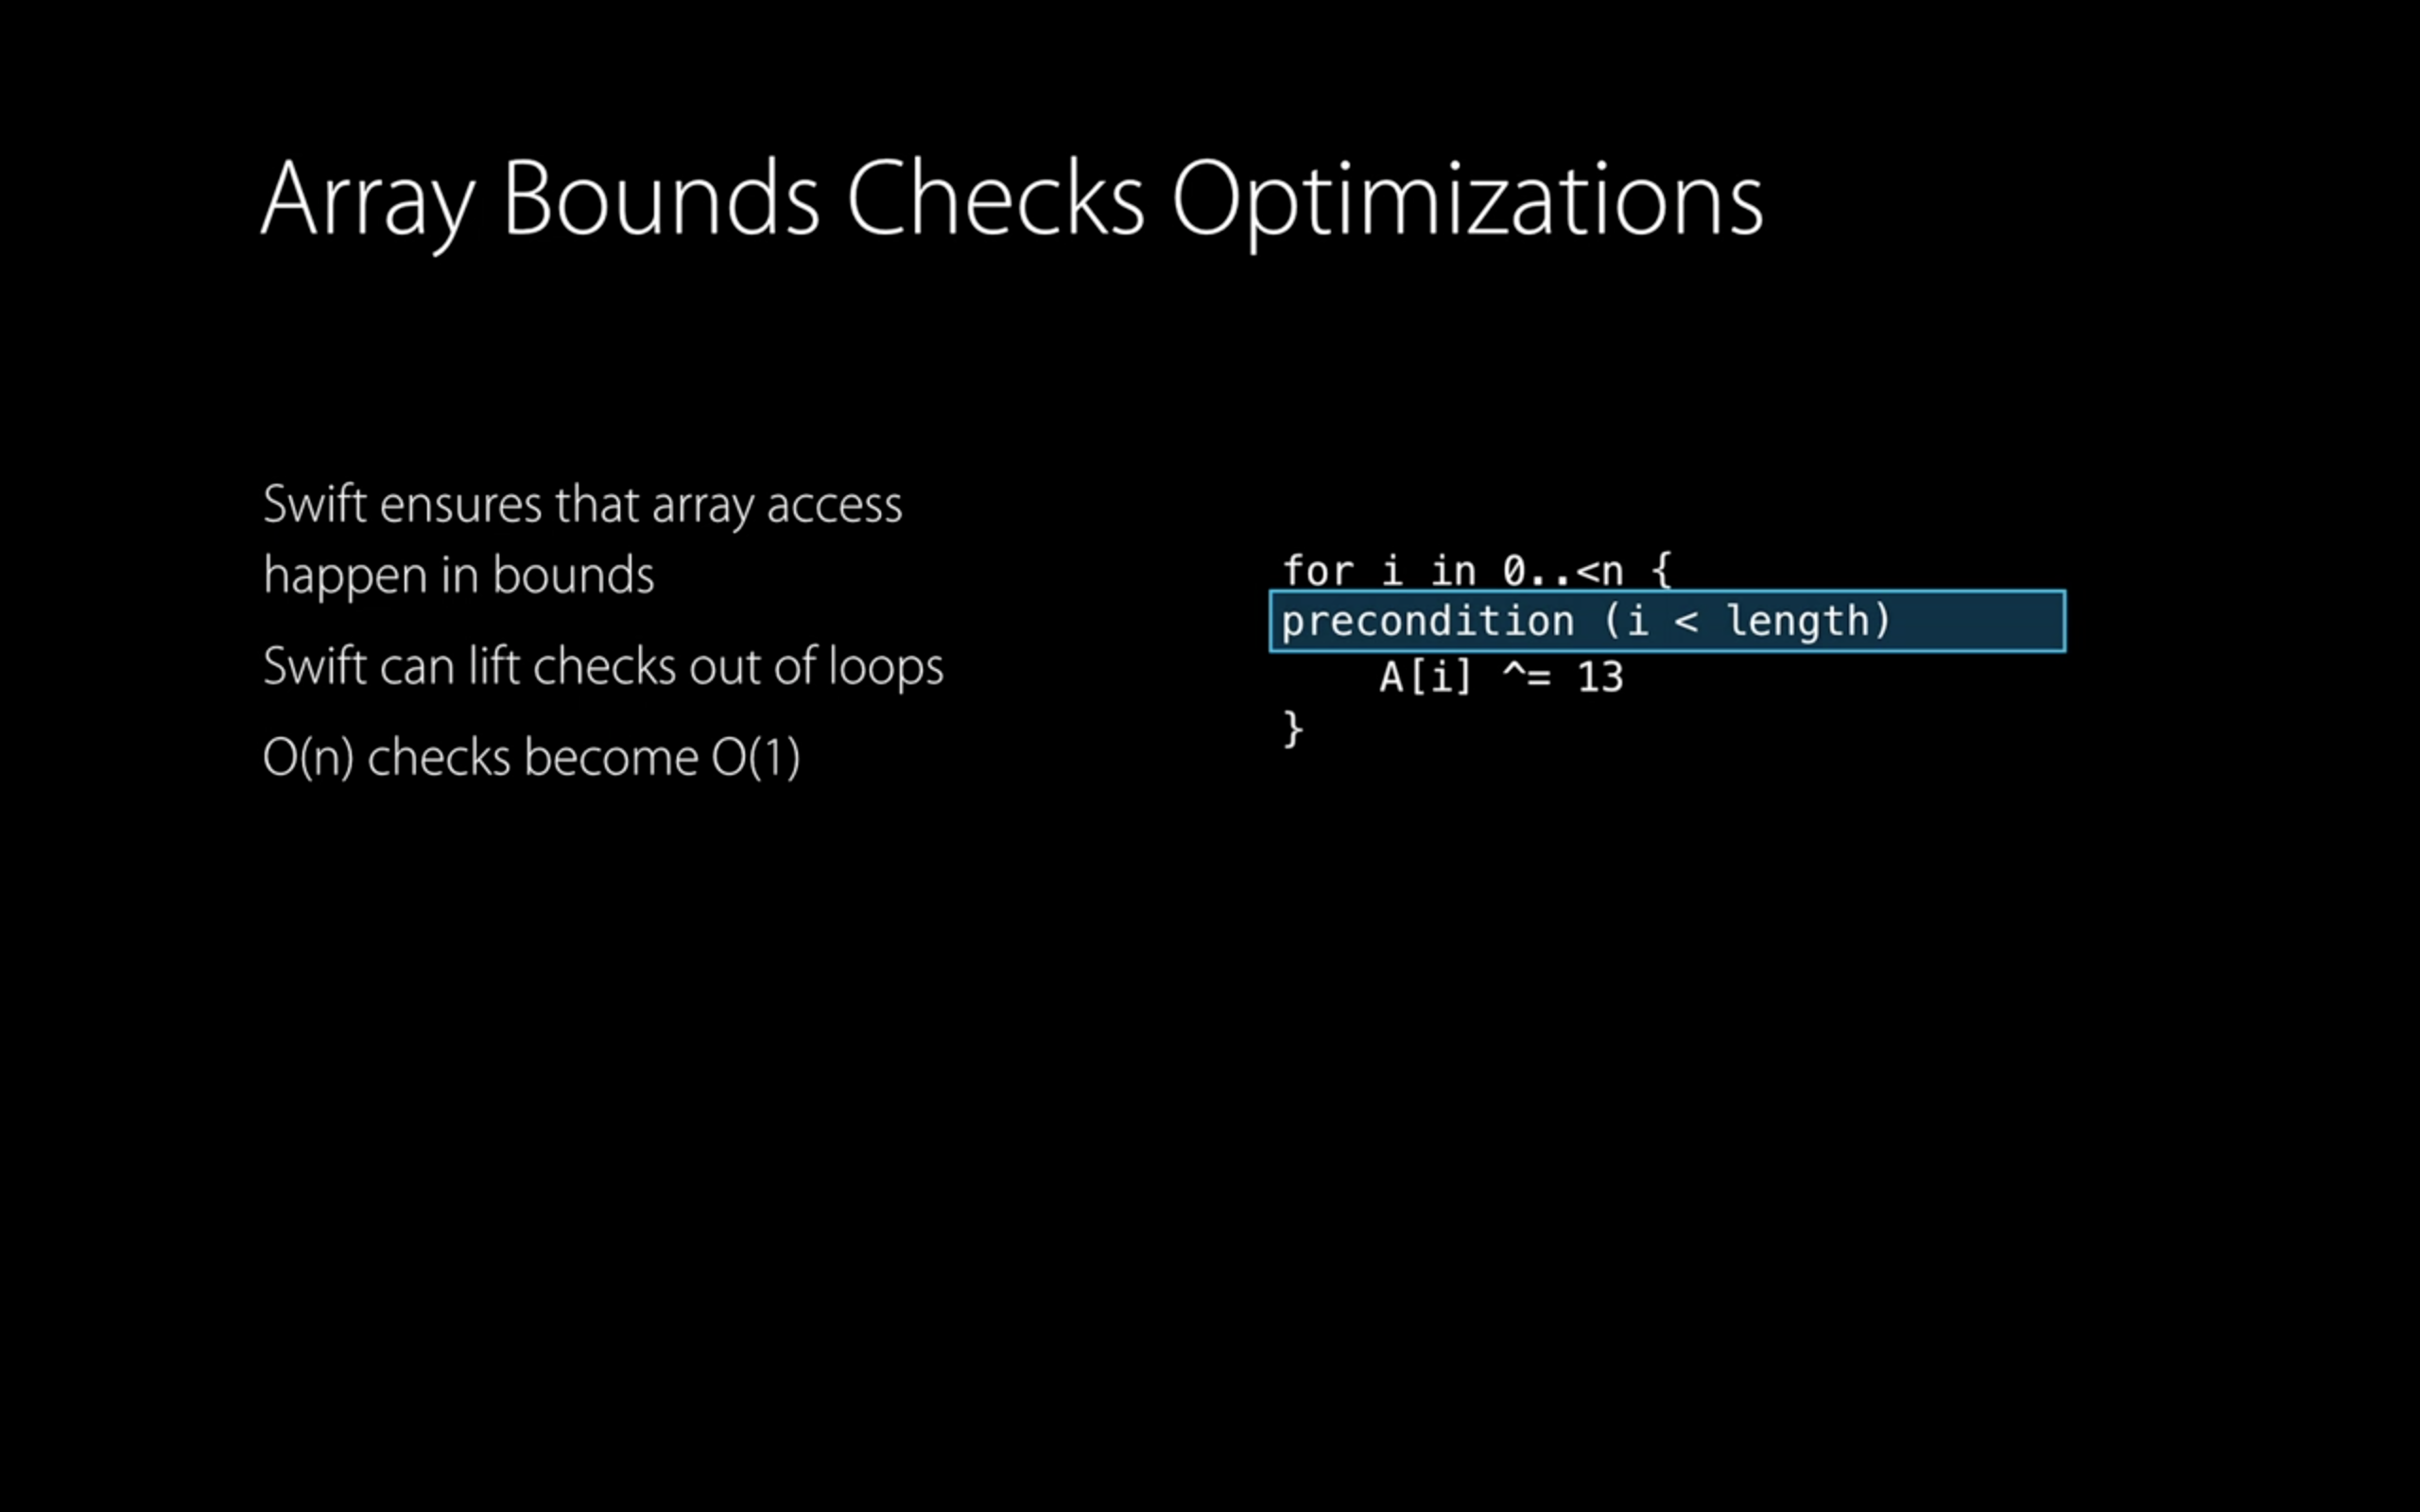 Array Bounds Checks Optimizations
Swift ensures that array access
happen in bounds
Swift can lift checks out of loops
O(n) checks become O(1)
for i in 0..<n {
precondition (i < length)
    A[i] ^= 13
}